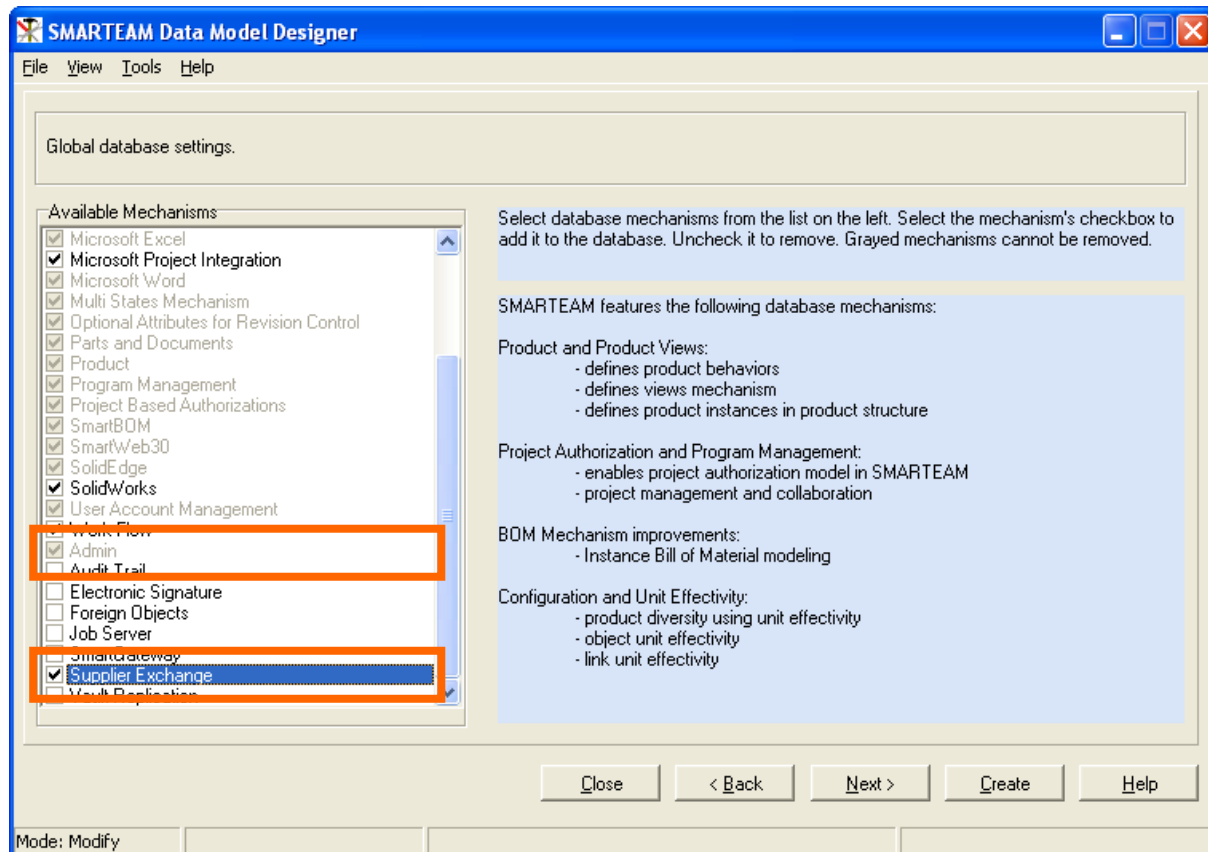 SMARTEAM Data Model Designer
File View Tools Help
Global database settings.
Available Mechanisms
Microsoft Excel
Microsoft Project Integration
Microsoft Word
Multi States Mechanism
Optional Attributes for Revision Control
Parts and Documents
Product
Program Management
Project Based Authorizations
SmartBOM
SmartWeb30
SolidEdge
SolidWorks
User Account Management
Work Flow
Admin
Audit Trail
Electronic Signature
Foreign Objects
Job Server
SmartGateway
Supplier Exchange
Vault Replication
Select database mechanisms from the list on the left. Select the mechanism's checkbox to
add it to the database. Uncheck it to remove. Grayed mechanisms cannot be removed.
SMARTEAM features the following database mechanisms:
Product and Product Views:
- defines product behaviors
- defines views mechanism
- defines product instances in product structure
Project Authorization and Program Management:
- enables project authorization model in SMARTEAM
- project management and collaboration
BOM Mechanism improvements:
- Instance Bill of Material modeling
Configuration and Unit Effectivity:
- product diversity using unit effectivity
- object unit effectivity
- link unit effectivity
Close < Back Next > Create Help
Mode: Modify